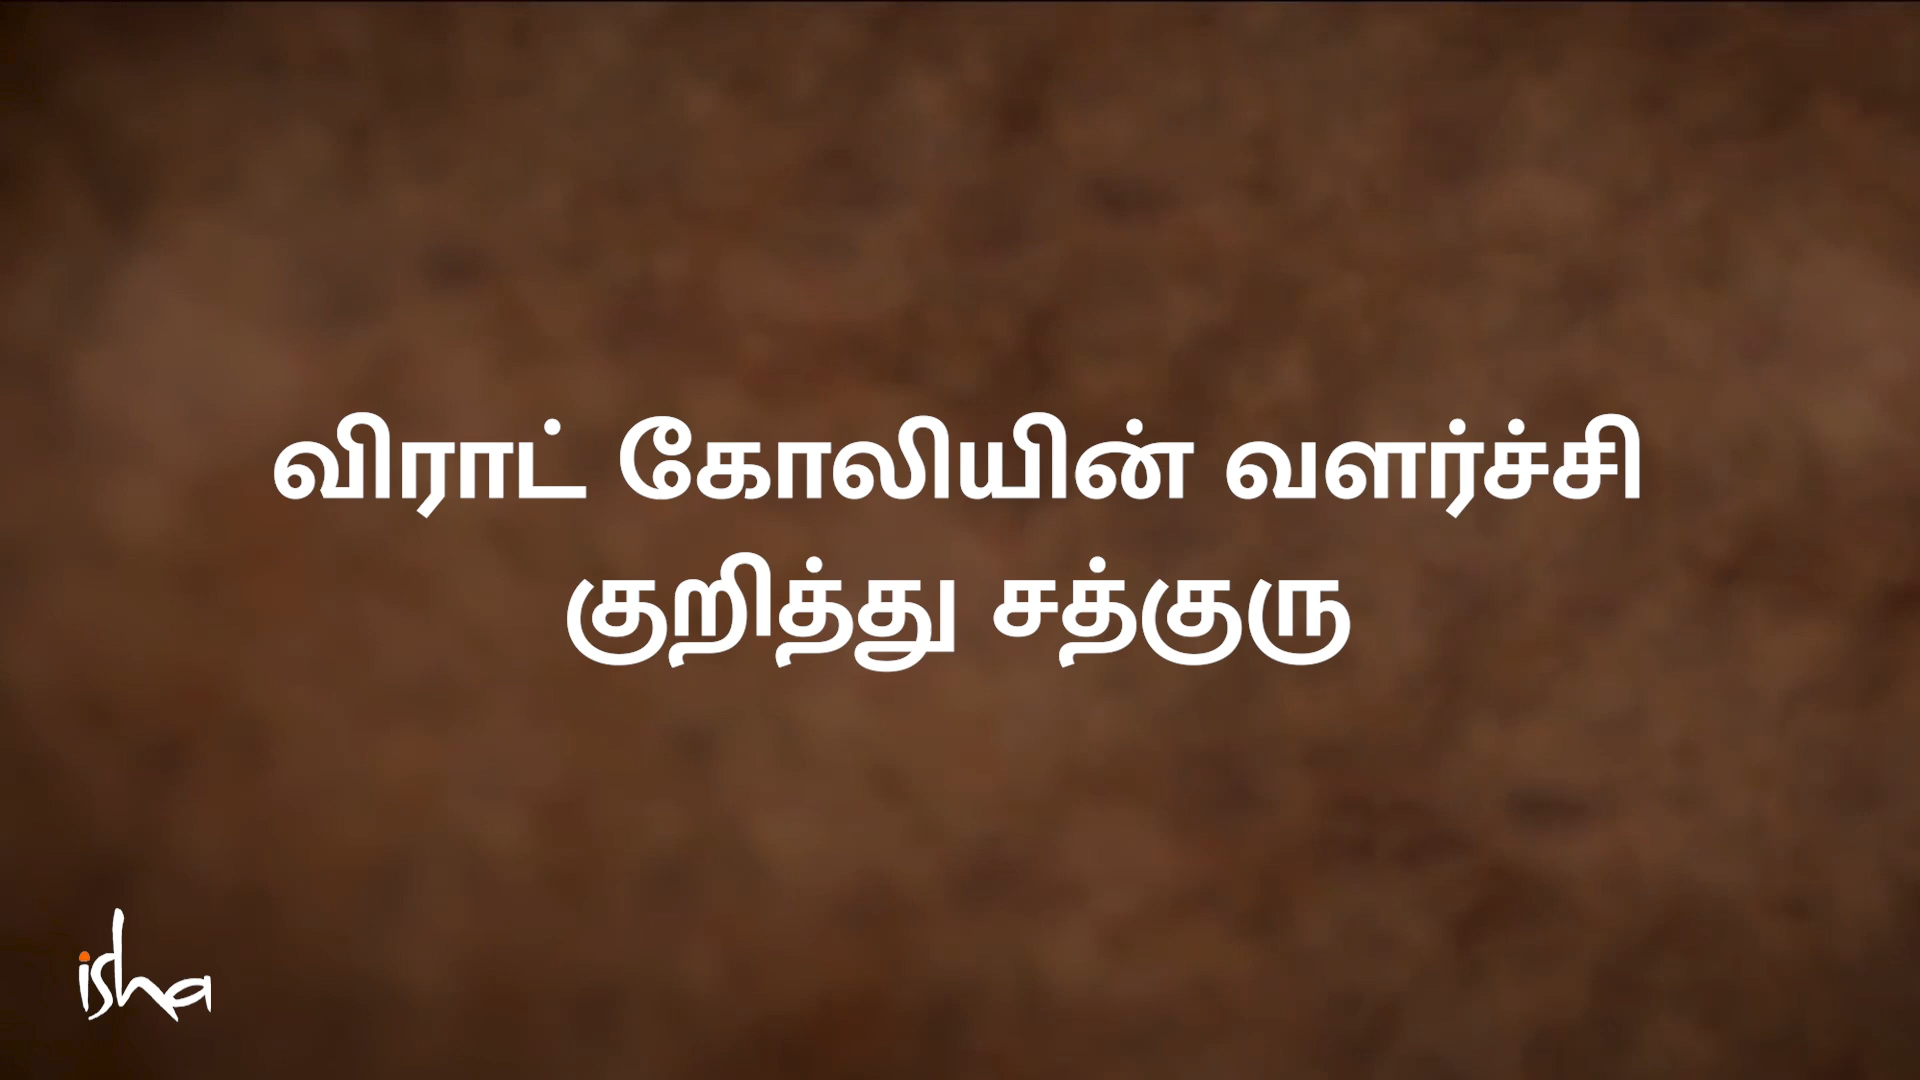 விராட் கோலியின் வளர்ச்சி
குறித்து சத்குரு
isha